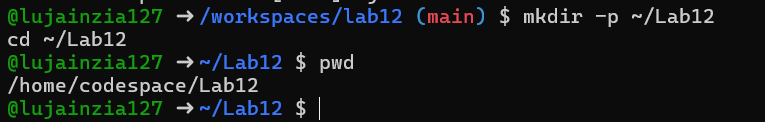 @lujainzia127 ➜ /workspaces/lab12 (main) $ mkdir -p ~/Lab12
cd ~/Lab12
@lujainzia127 ➜ ~/Lab12 $ pwd
/home/codespace/Lab12
@lujainzia127 ➜ ~/Lab12 $